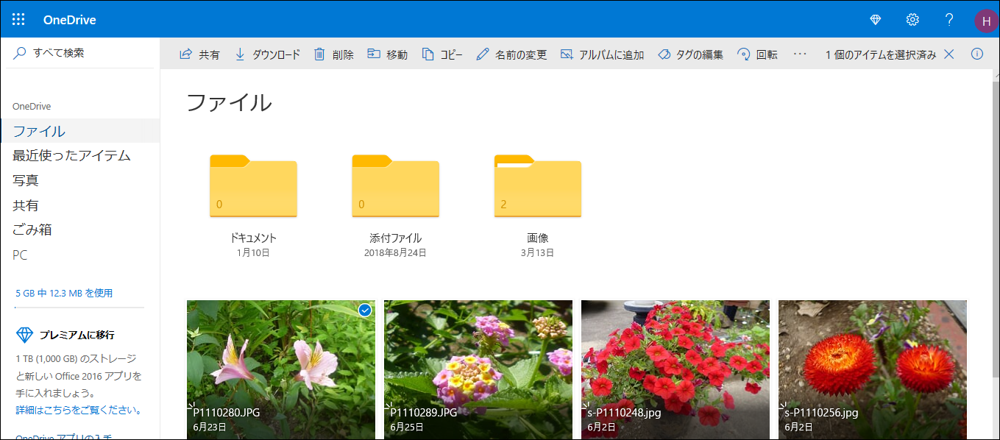 OneDrive
?
H
すべて検索
共有
ダウンロード
削除
移動
コピー
名前の変更
アルバムに追加
タグの編集
回転
...
1 個のアイテムを選択済み
OneDrive
ファイル
最近使ったアイテム
写真
共有
ごみ箱
PC
5 GB 中 12.3 MB を使用
プレミアムに移行
1 TB (1,000 GB) のストレージ
と新しい Office 2016 アプリを
手に入れましょう。
詳細はこちらをご覧ください。
OneDrive アプリの入手
ファイル
0
ドキュメント
1月10日
0
添付ファイル
2018年8月24日
2
画像
3月13日
P1110280.JPG
6月23日
P1110289.JPG
6月25日
s-P1110248.jpg
6月2日
s-P1110256.jpg
6月2日